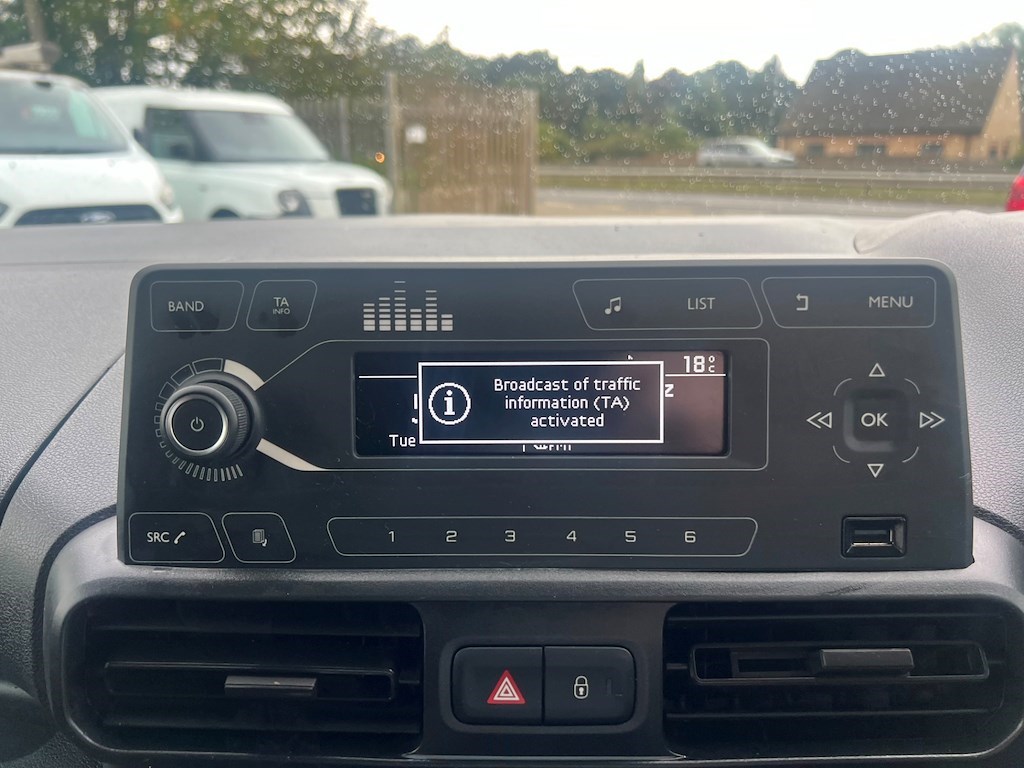 BAND
TA
INFO
LIST
MENU
18°C
Broadcast of traffic
information (TA)
activated
Tue
OK
SRC
1 2 3 4 5 6